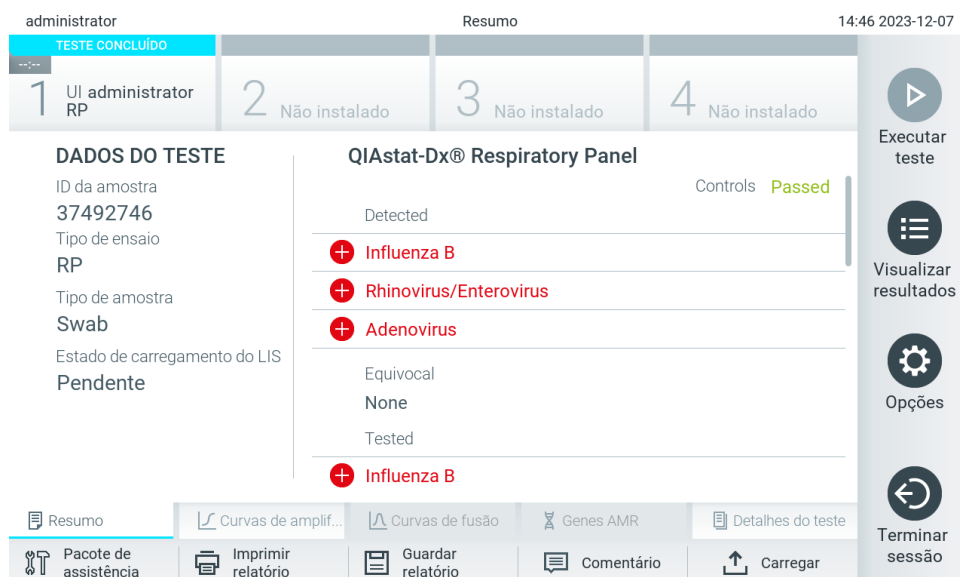 administrator
Resumo
14:46 2023-12-07
TESTE CONCLUÍDO
--:--
1 UI administrator
RP
2 Não instalado
3 Não instalado
4 Não instalado
Executar
teste
Visualizar
resultados
Opções
Terminar
sessão
DADOS DO TESTE
ID da amostra
37492746
Tipo de ensaio
RP
Tipo de amostra
Swab
Estado de carregamento do LIS
Pendente
QIAstat-Dx® Respiratory Panel
Controls Passed
Detected
Influenza B
Rhinovirus/Enterovirus
Adenovirus
Equivocal
None
Tested
Influenza B
Resumo
Curvas de amplif...
Curvas de fusão
Genes AMR
Detalhes do teste
Pacote de
assistência
Imprimir
relatório
Guardar
relatório
Comentário
Carregar